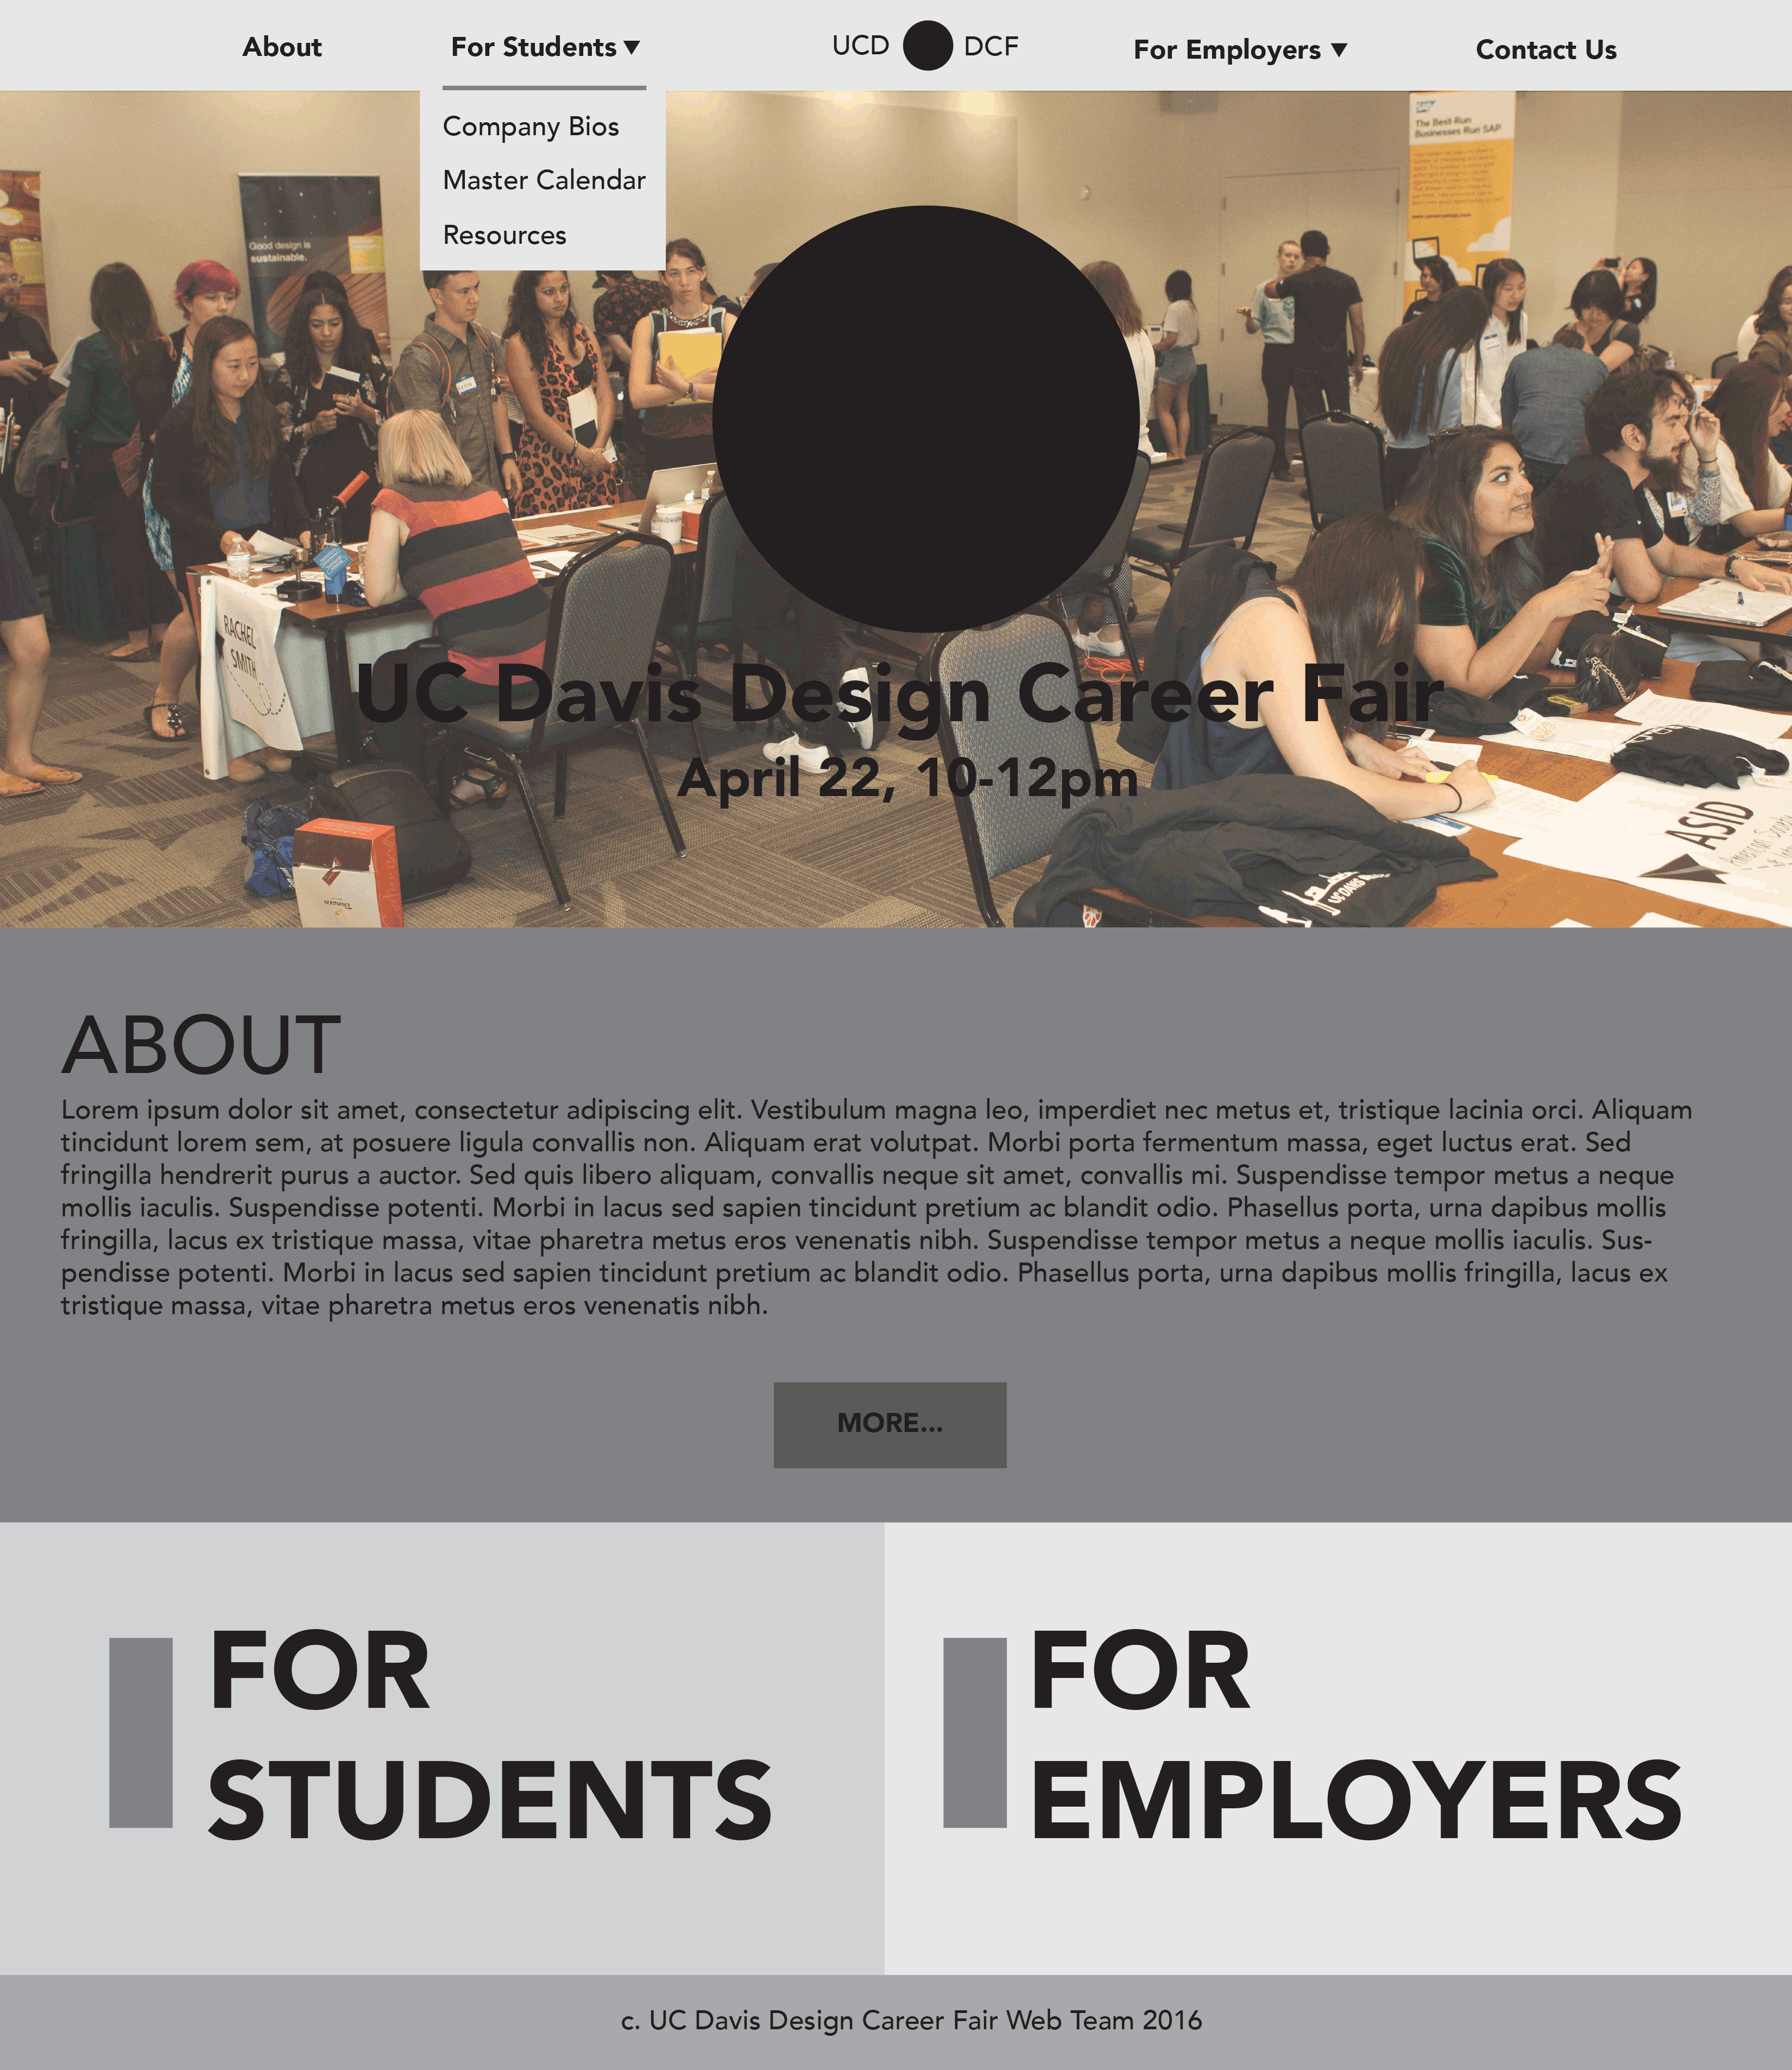 About
For Students ▼
UCD DCF
For Employers ▼
Contact Us
Company Bios
Master Calendar
Resources
SAP
The Best-Run
Businesses Run SAP
Good design is
sustainable.
RACHEL
SMITH
UC Davis Design Career Fair
April 22, 10-12pm
Panera
ASID
UC DAVIS
ABOUT
Lorem ipsum dolor sit amet, consectetur adipiscing elit. Vestibulum magna leo, imperdiet nec metus et, tristique lacinia orci. Aliquam
tincidunt lorem sem, at posuere ligula convallis non. Aliquam erat volutpat. Morbi porta fermentum massa, eget luctus erat. Sed
fringilla hendrerit purus a auctor. Sed quis libero aliquam, convallis neque sit amet, convallis mi. Suspendisse tempor metus a neque
mollis iaculis. Suspendisse potenti. Morbi in lacus sed sapien tincidunt pretium ac blandit odio. Phasellus porta, urna dapibus mollis
fringilla, lacus ex tristique massa, vitae pharetra metus eros venenatis nibh. Suspendisse tempor metus a neque mollis iaculis. Sus-
pendisse potenti. Morbi in lacus sed sapien tincidunt pretium ac blandit odio. Phasellus porta, urna dapibus mollis fringilla, lacus ex
tristique massa, vitae pharetra metus eros venenatis nibh.
MORE...
FOR
STUDENTS
FOR
EMPLOYERS
c. UC Davis Design Career Fair Web Team 2016